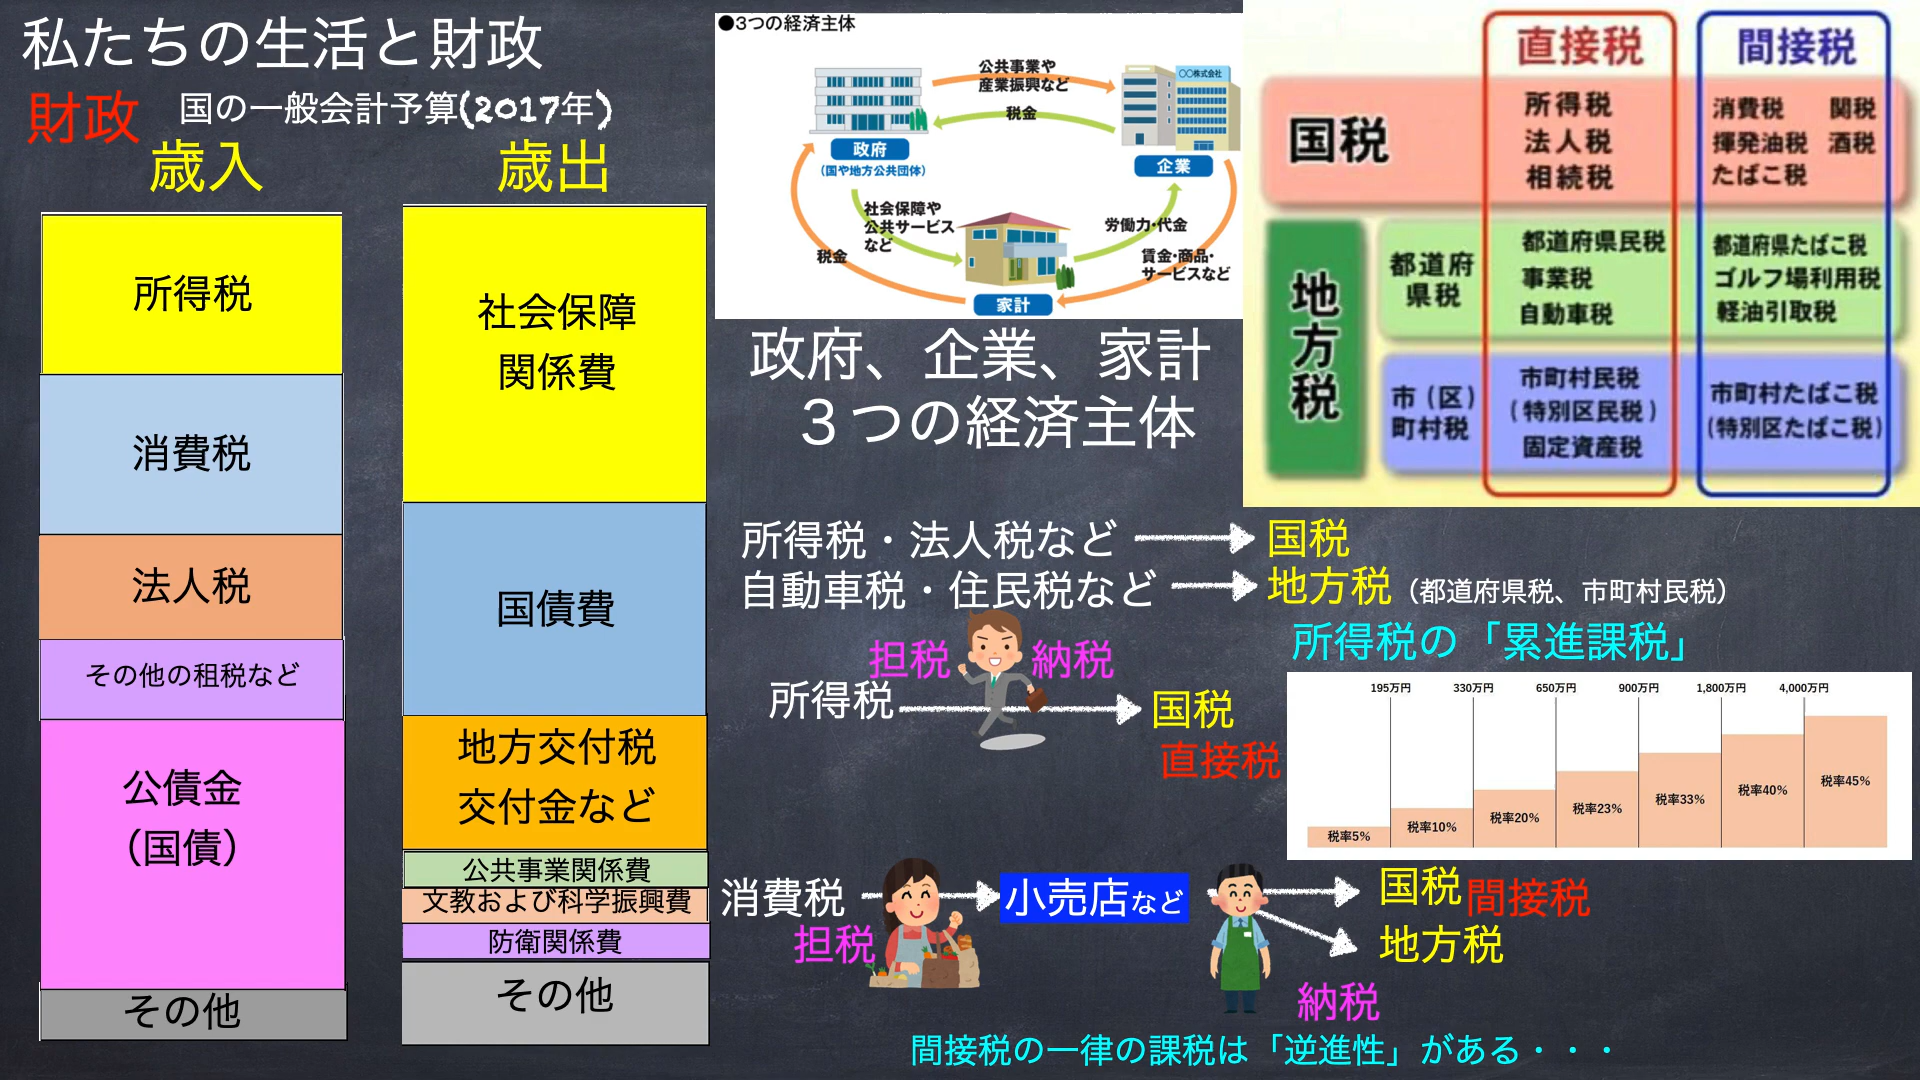 私たちの生活と財政
財政
国の一般会計予算(2017年)
歳入
歳出
所得税
消費税
法人税
その他の租税など
公債金
（国債）
その他
社会保障
関係費
国債費
地方交付税
交付金など
公共事業関係費
文教および科学振興費
防衛関係費
その他
●3つの経済主体
公共事業や
産業振興など
税金
〇〇株式会社
政府
(国や地方公共団体)
企業
社会保障や
公共サービス
など
税金
労働力・代金
賃金・商品・
サービスなど
家計
政府、企業、家計
３つの経済主体
直接税
間接税
国税
所得税
法人税
相続税
消費税 関税
揮発油税 酒税
たばこ税
地方税
都道府
県税
都道府県民税
事業税
自動車税
都道府県たばこ税
ゴルフ場利用税
軽油引取税
市（区）
町村税
市町村民税
（特別区民税）
固定資産税
市町村たばこ税
(特別区たばこ税)
所得税・法人税など
国税
自動車税・住民税など
地方税（都道府県税、市町村民税）
担税
納税
所得税
国税
直接税
所得税の「累進課税」
195万円 330万円 650万円 900万円 1,800万円 4,000万円
税率5% 税率10% 税率20% 税率23% 税率33% 税率40% 税率45%
消費税
担税
小売店など
国税
間接税
地方税
納税
間接税の一律の課税は「逆進性」がある・・・